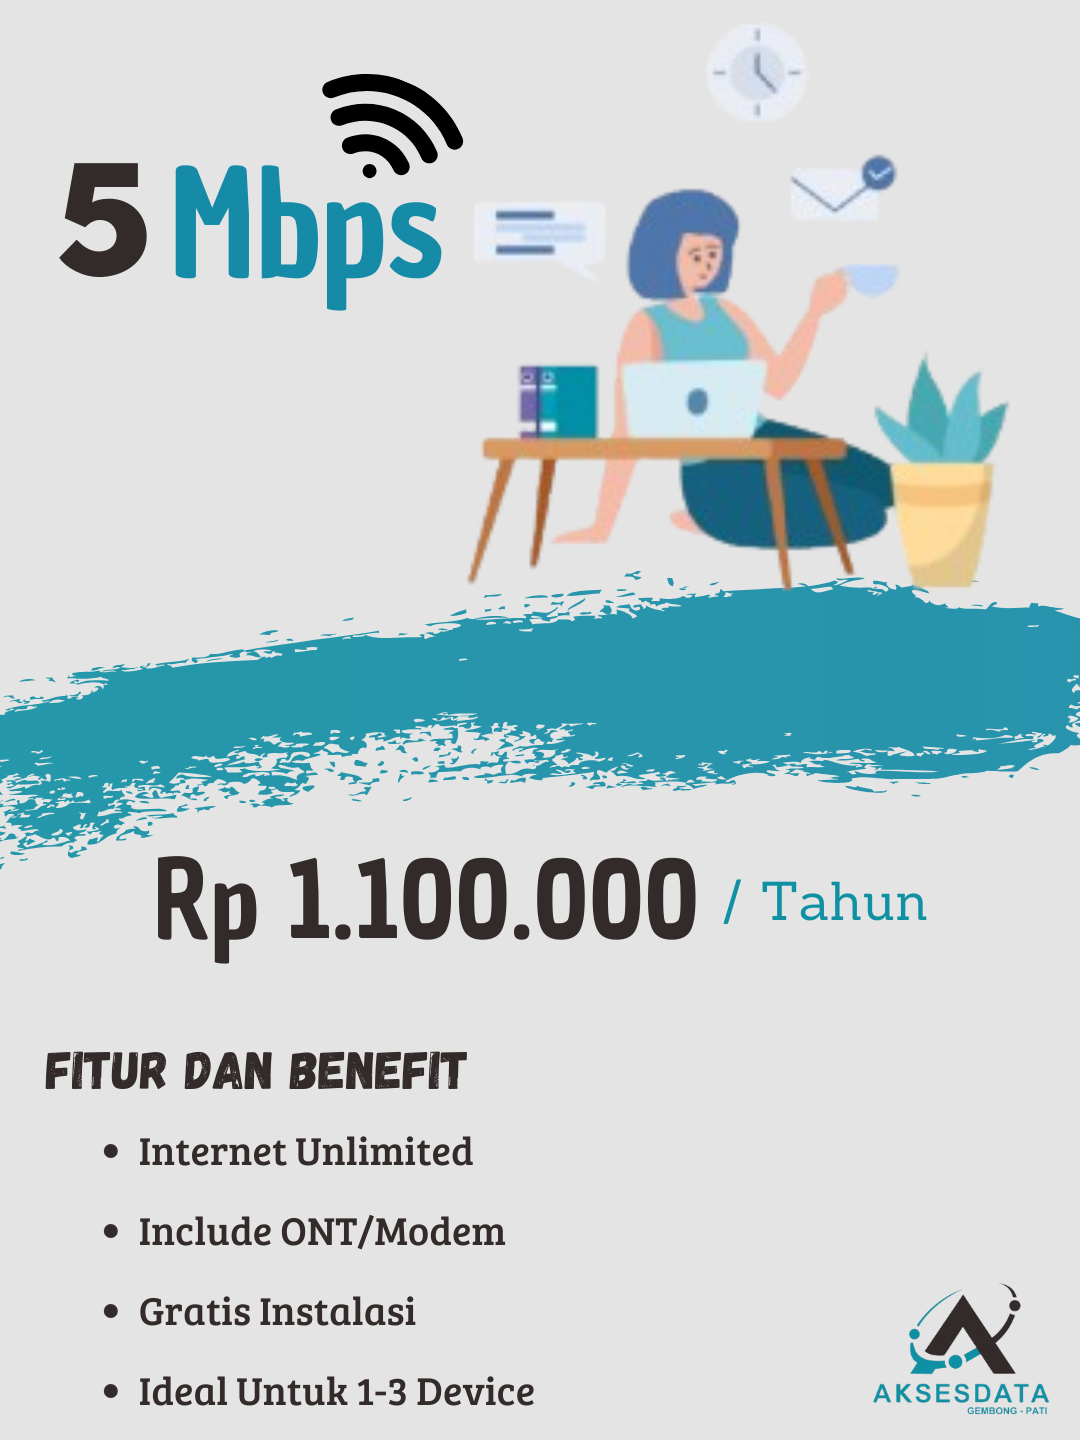 5 Mbps
Rp 1.100.000 / Tahun
FITUR DAN BENEFIT
• Internet Unlimited
• Include ONT/Modem
• Gratis Instalasi
• Ideal Untuk 1-3 Device
AKSESDATA
GEMBONG - PATI